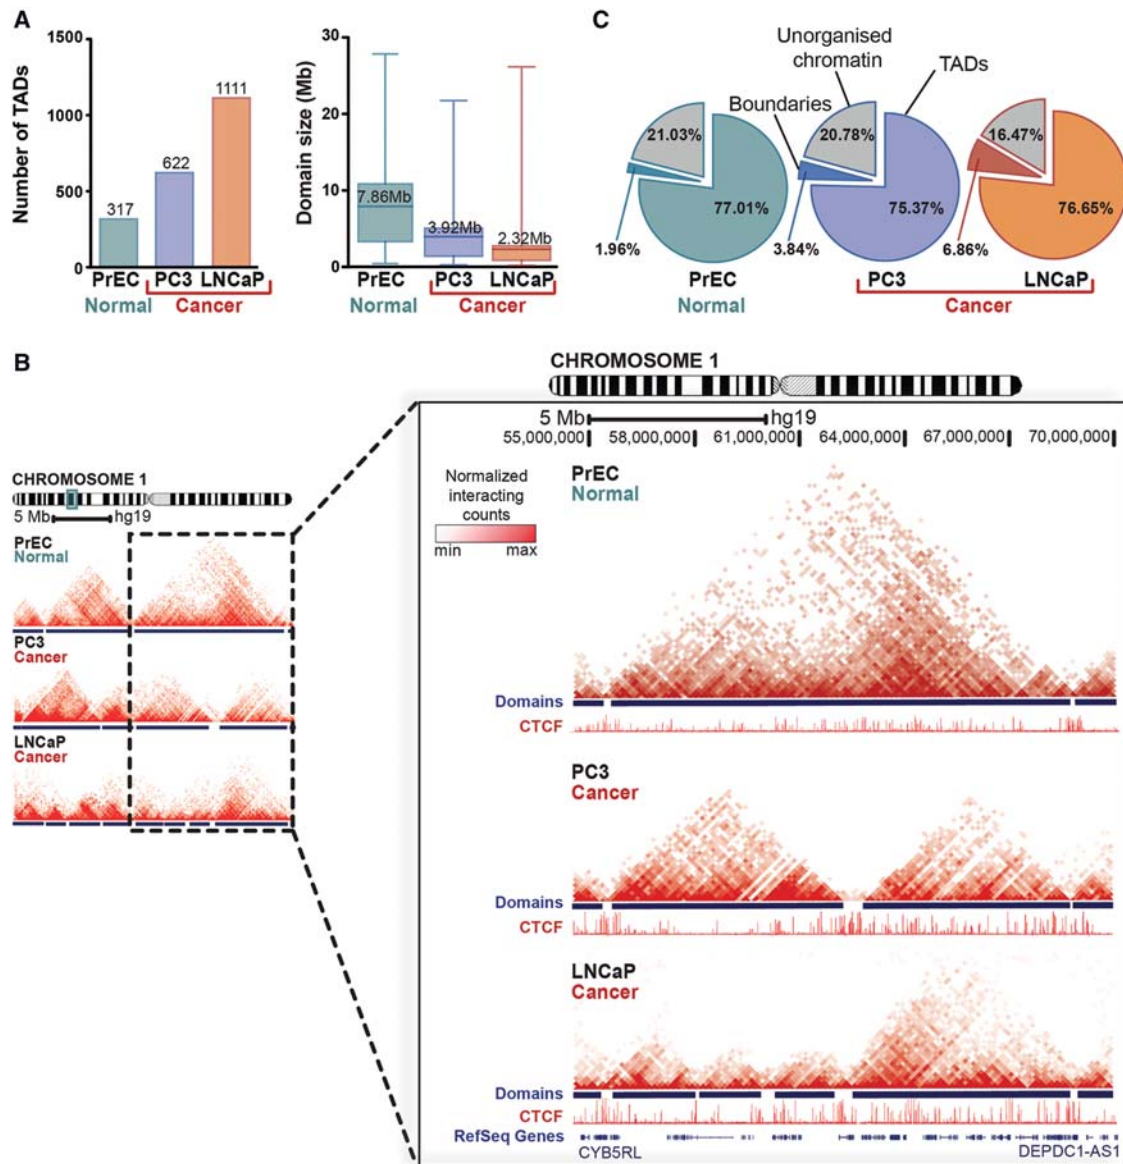 A
Number of TADs
1500
1000
500
0
317
622
1111
PrEC PC3 LNCaP
Normal Cancer
Domain size (Mb)
30
20
10
0
7.86Mb
3.92Mb
2.32Mb
PrEC PC3 LNCaP
Normal Cancer
C
Unorganised
chromatin
TADs
Boundaries
21.03%
77.01%
1.96%
20.78%
75.37%
3.84%
16.47%
76.65%
6.86%
PrEC PC3 LNCaP
Normal Cancer
B
CHROMOSOME 1
5 Mb hg19
PrEC
Normal
PC3
Cancer
LNCaP
Cancer
CHROMOSOME 1
5 Mb hg19
55,000,000 58,000,000 61,000,000 64,000,000 67,000,000 70,000,000
Normalized
interacting
counts
min max
PrEC
Normal
Domains
CTCF
PC3
Cancer
Domains
CTCF
LNCaP
Cancer
Domains
CTCF
RefSeq Genes
CYB5RL DEPDC1-AS1